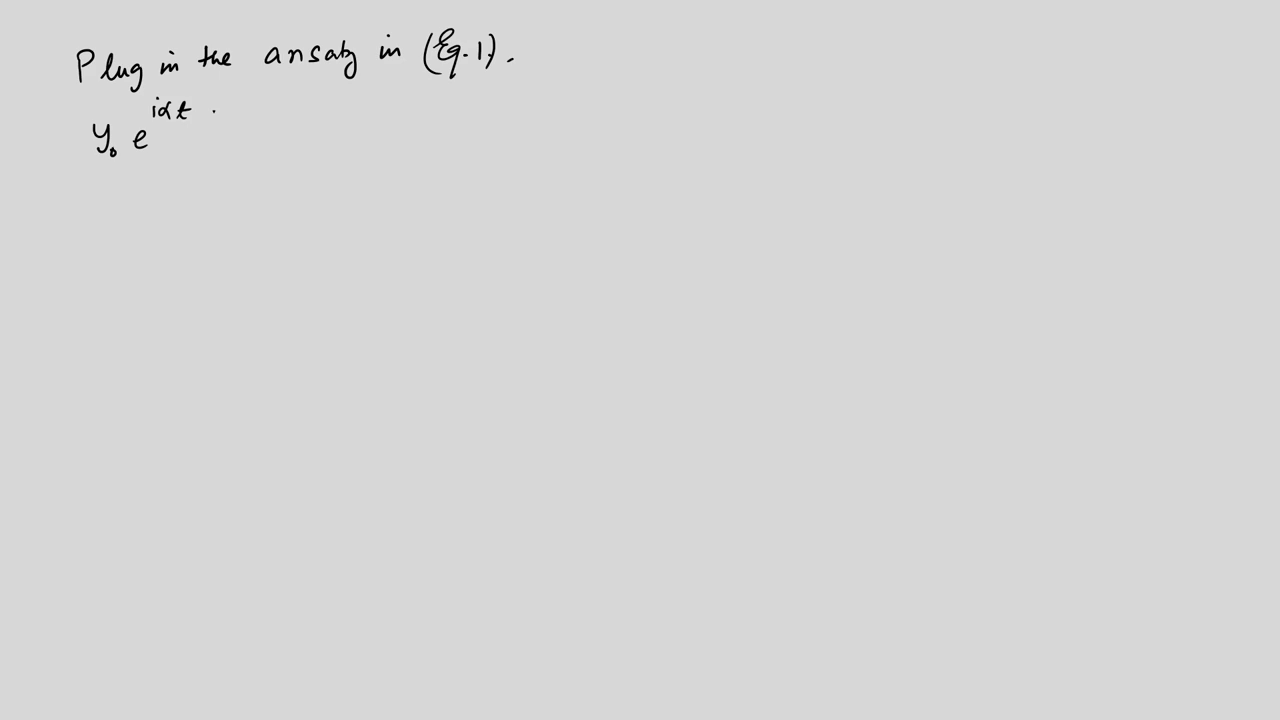 Plug in the ansatz in (Eq. 1).
y₀ e^{iαt}